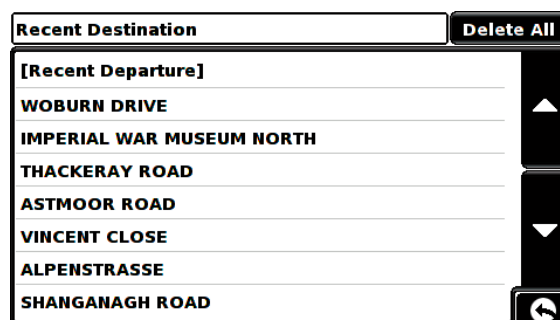 Recent Destination
Delete All
[Recent Departure]
WOBURN DRIVE
IMPERIAL WAR MUSEUM NORTH
THACKERAY ROAD
ASTMOOR ROAD
VINCENT CLOSE
ALPENSTRASSE
SHANGANAGH ROAD